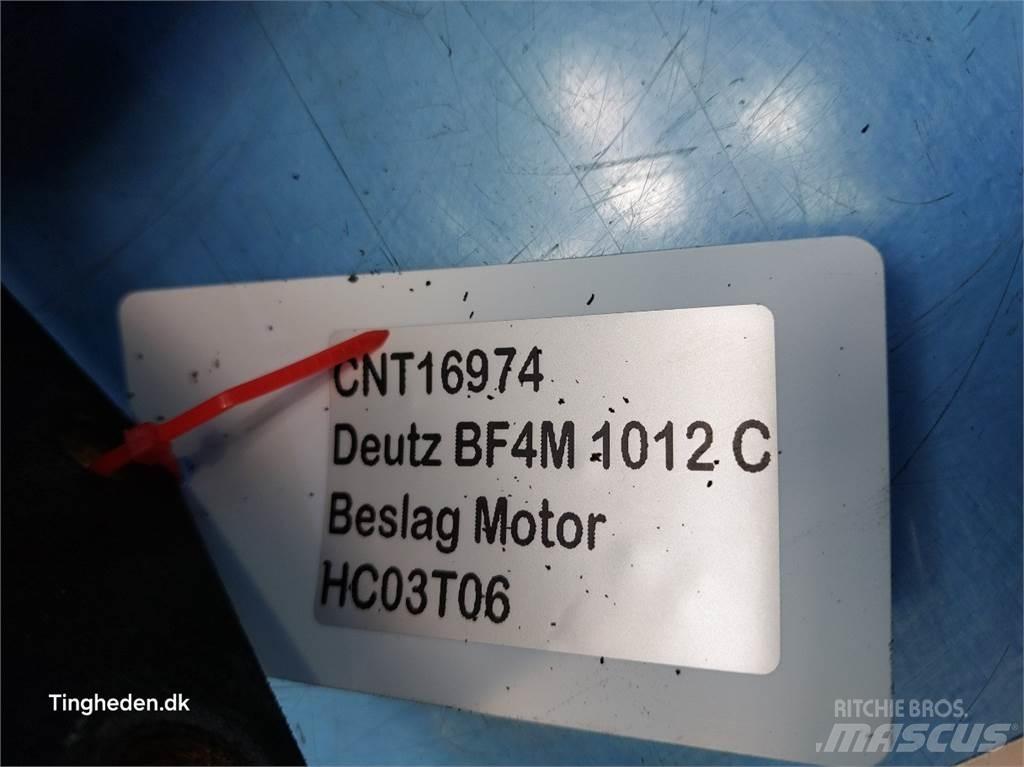 CNT16974
Deutz BF4M 1012 C
Beslag Motor
HC03T06
Tingheden.dk
RITCHIE BROS.
MASCUS